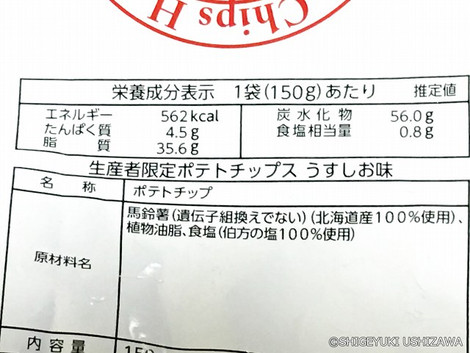 Chips H
栄養成分表示 1袋(150g)あたり 推定値
エネルギー 562kcal 炭水化物 56.0g
たんぱく質 4.5g 食塩相当量 0.8g
脂質 35.6g
生産者限定ポテトチップス うすしお味
名称 ポテトチップ
馬鈴薯(遺伝子組換えでない)(北海道産100%使用)、
植物油脂、食塩(伯方の塩100%使用)
原材料名
内容量
©SHIGEYUKI USHIZAWA